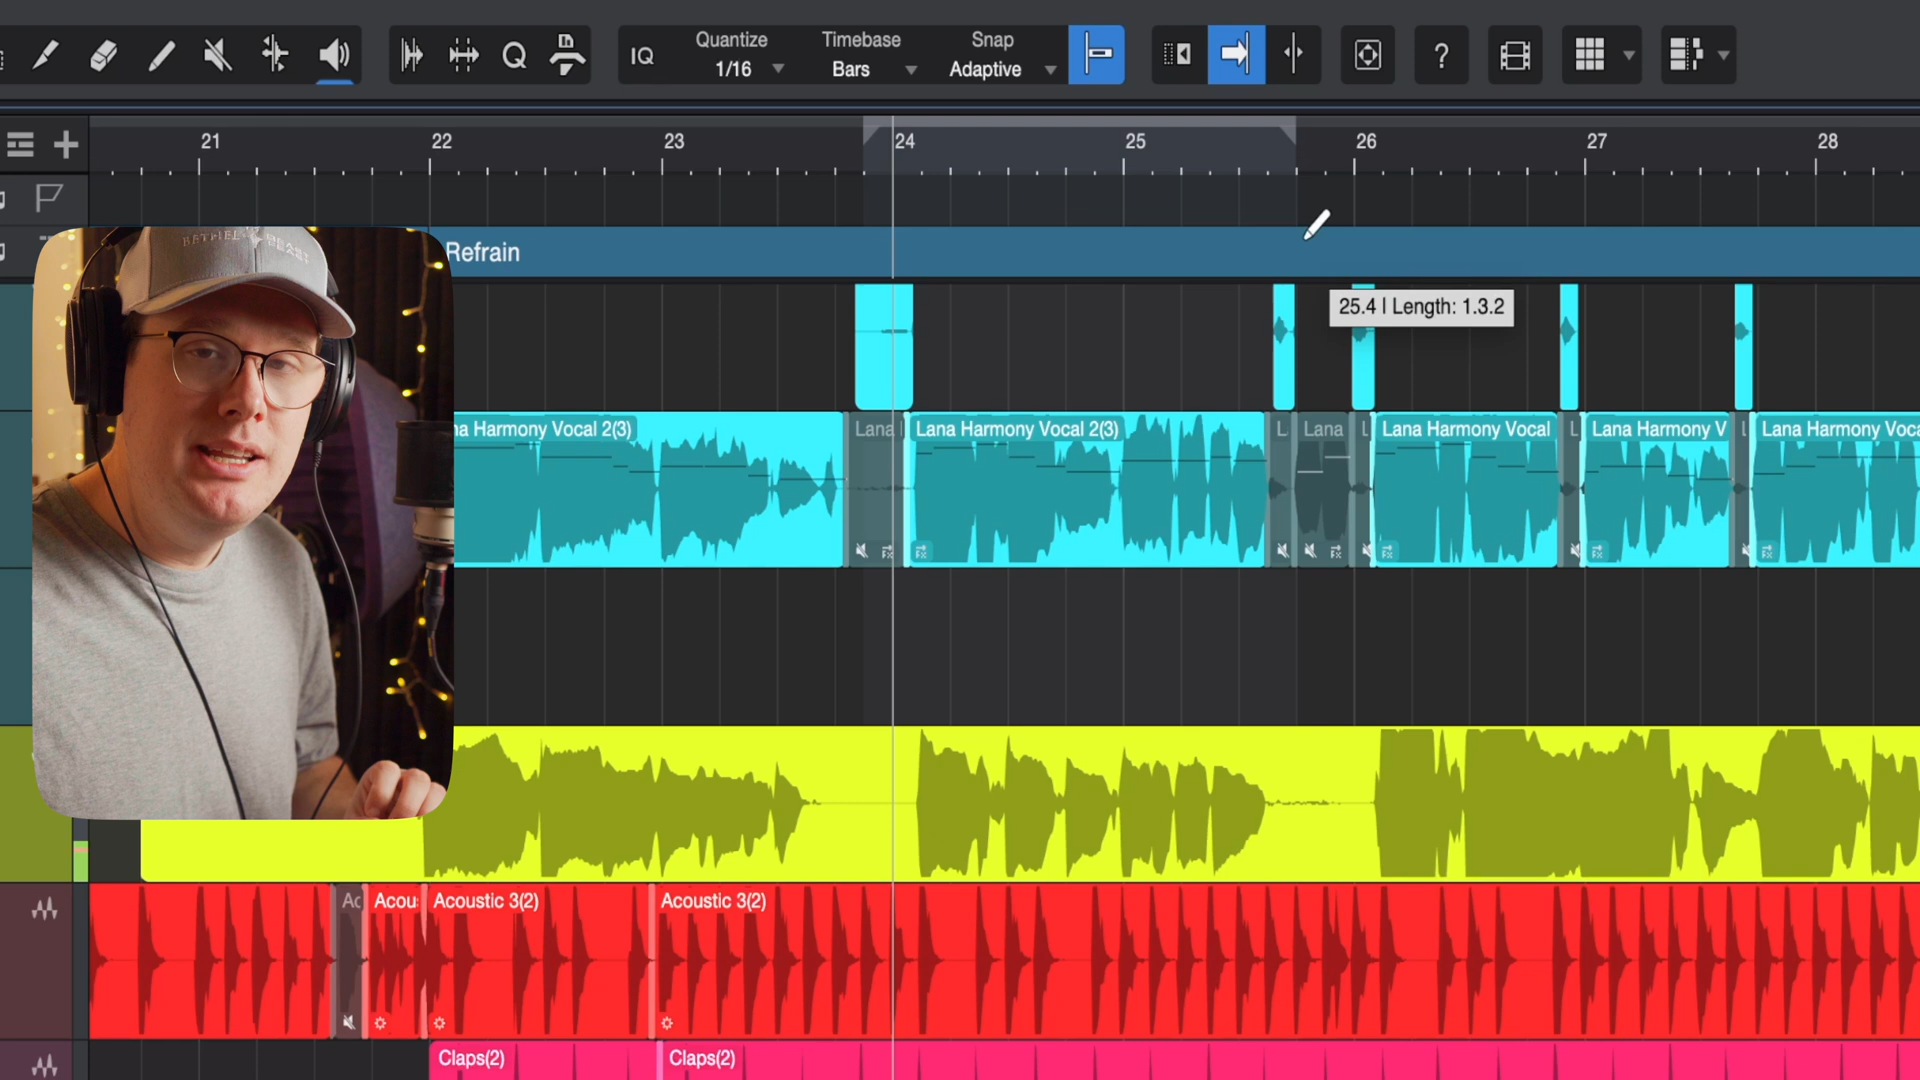 IQ
Quantize
1/16
Timebase
Bars
Snap
Adaptive
?
21
22
23
24
25
26
27
28
Refrain
25.4 | Length: 1.3.2
na Harmony Vocal 2(3)
Lana
Lana Harmony Vocal 2(3)
L
Lana
L
Lana Harmony Vocal
L
Lana Harmony V
L
Lana Harmony Voca
Ac
Acou
Acoustic 3(2)
Acoustic 3(2)
Claps(2)
Claps(2)